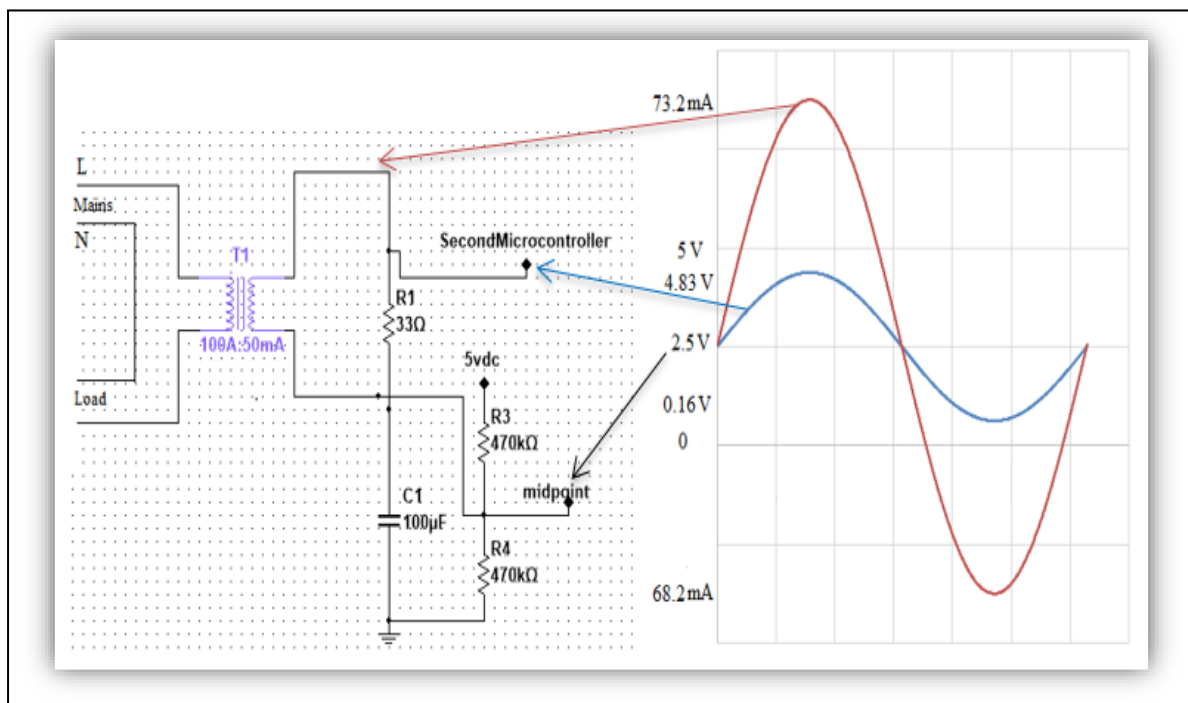 L
Mains
N
T1
100A:50mA
Load
SecondMicrocontroller
R1
33Ω
5vdc
R3
470kΩ
midpoint
C1
100µF
R4
470kΩ
73.2mA
5 V
4.83 V
2.5V
0.16V
0
68.2mA